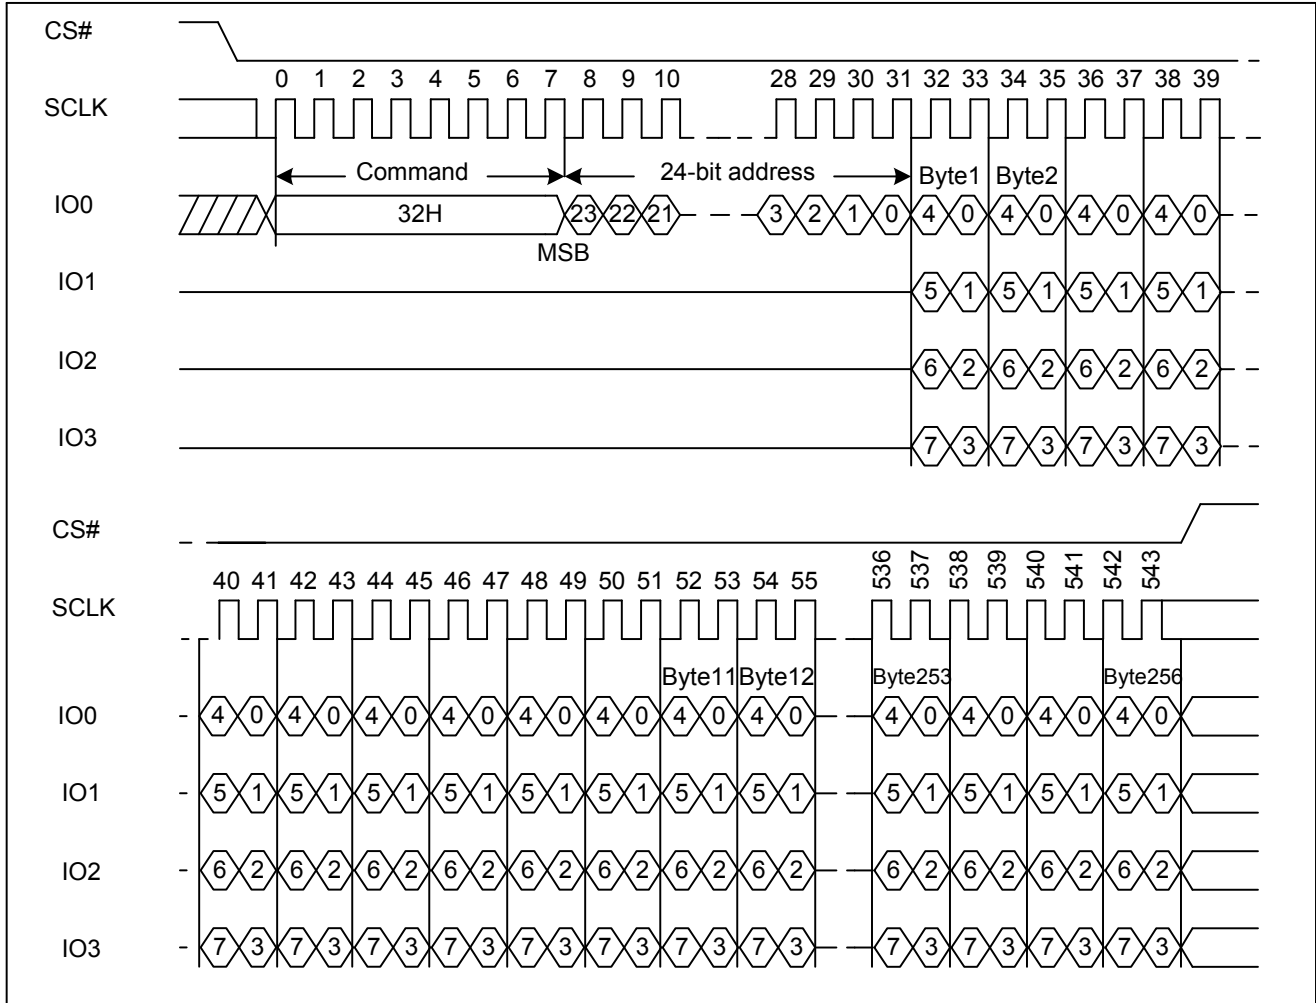 CS#
0 1 2 3 4 5 6 7 8 9 10 28 29 30 31 32 33 34 35 36 37 38 39
SCLK
Command 24-bit address Byte1 Byte2
IO0 32H 23 22 21 3 2 1 0 4 0 4 0 4 0 4 0
MSB
IO1 5 1 5 1 5 1 5 1
IO2 6 2 6 2 6 2 6 2
IO3 7 3 7 3 7 3 7 3
CS#
40 41 42 43 44 45 46 47 48 49 50 51 52 53 54 55 536 537 538 539 540 541 542 543
SCLK
Byte11 Byte12 Byte253 Byte256
IO0 4 0 4 0 4 0 4 0 4 0 4 0 4 0 4 0 4 0 4 0 4 0 4 0
IO1 5 1 5 1 5 1 5 1 5 1 5 1 5 1 5 1 5 1 5 1 5 1 5 1
IO2 6 2 6 2 6 2 6 2 6 2 6 2 6 2 6 2 6 2 6 2 6 2 6 2
IO3 7 3 7 3 7 3 7 3 7 3 7 3 7 3 7 3 7 3 7 3 7 3 7 3